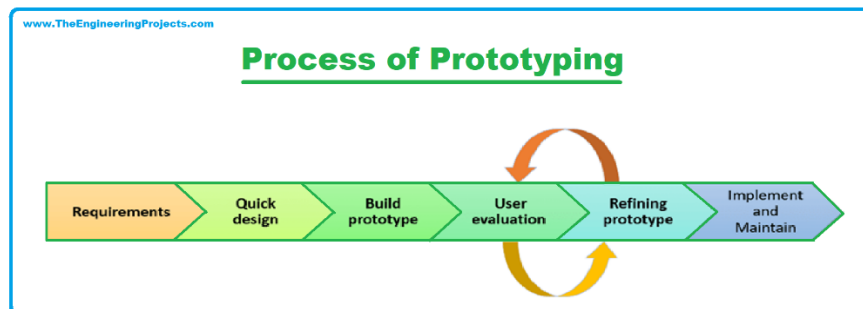 www.TheEngineeringProjects.com
Process of Prototyping
Requirements
Quick
design
Build
prototype
User
evaluation
Refining
prototype
Implement
and
Maintain